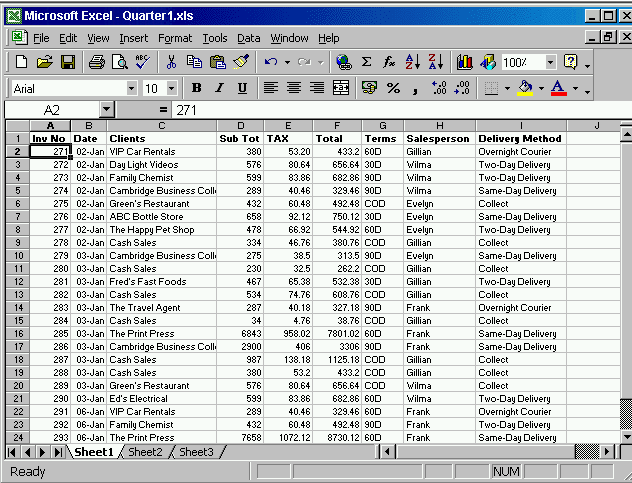 Microsoft Excel - Quarter1.xls
File Edit View Insert Format Tools Data Window Help
ABC Σ fx A Z Z A 100% ?
Arial 10 B I U $ % , +.0 .00 .00 +.0 A
A2 = 271
A B C D E F G H I J
1 Inv No Date Clients Sub Tot TAX Total Terms Salesperson Delivery Method
2 271 02-Jan VIP Car Rentals 380 53.20 433.2 60D Gillian Overnight Courier
3 272 02-Jan Day Light Videos 576 80.64 656.64 30D Wilma Two-Day Delivery
4 273 02-Jan Family Chemist 599 83.86 682.86 90D Wilma Two-Day Delivery
5 274 02-Jan Cambridge Business Coll 289 40.46 329.46 90D Wilma Same-Day Delivery
6 275 02-Jan Green's Restaurant 432 60.48 492.48 COD Evelyn Collect
7 276 02-Jan ABC Bottle Store 658 92.12 750.12 30D Evelyn Same-Day Delivery
8 277 02-Jan The Happy Pet Shop 478 66.92 544.92 60D Evelyn Two-Day Delivery
9 278 02-Jan Cash Sales 334 46.76 380.76 COD Gillian Collect
10 279 03-Jan Cambridge Business Coll 275 38.5 313.5 90D Evelyn Same-Day Delivery
11 280 03-Jan Cash Sales 230 32.5 262.2 COD Gillian Collect
12 281 03-Jan Fred's Fast Foods 467 65.38 532.38 30D Gillian Two-Day Delivery
13 282 03-Jan Cash Sales 534 74.76 608.76 COD Gillian Collect
14 283 03-Jan The Travel Agent 287 40.18 327.18 90D Frank Overnight Courier
15 284 03-Jan Cash Sales 34 4.76 38.76 COD Frank Collect
16 285 03-Jan The Print Press 6843 958.02 7801.02 60D Frank Same-Day Delivery
17 286 03-Jan Cambridge Business Coll 2900 406 3306 90D Frank Same-Day Delivery
18 287 03-Jan Cash Sales 987 138.18 1125.18 COD Gillian Collect
19 288 03-Jan Cash Sales 380 53.2 433.2 COD Gillian Collect
20 289 03-Jan Green's Restaurant 576 80.64 656.64 COD Wilma Collect
21 290 03-Jan Ed's Electrical 599 83.86 682.86 60D Wilma Two-Day Delivery
22 291 06-Jan VIP Car Rentals 289 40.46 329.46 60D Frank Overnight Courier
23 292 06-Jan Family Chemist 432 60.48 492.48 90D Frank Two-Day Delivery
24 293 06-Jan The Print Press 7658 1072.12 8730.12 60D Frank Same-Day Delivery
Sheet1 Sheet2 Sheet3
Ready NUM